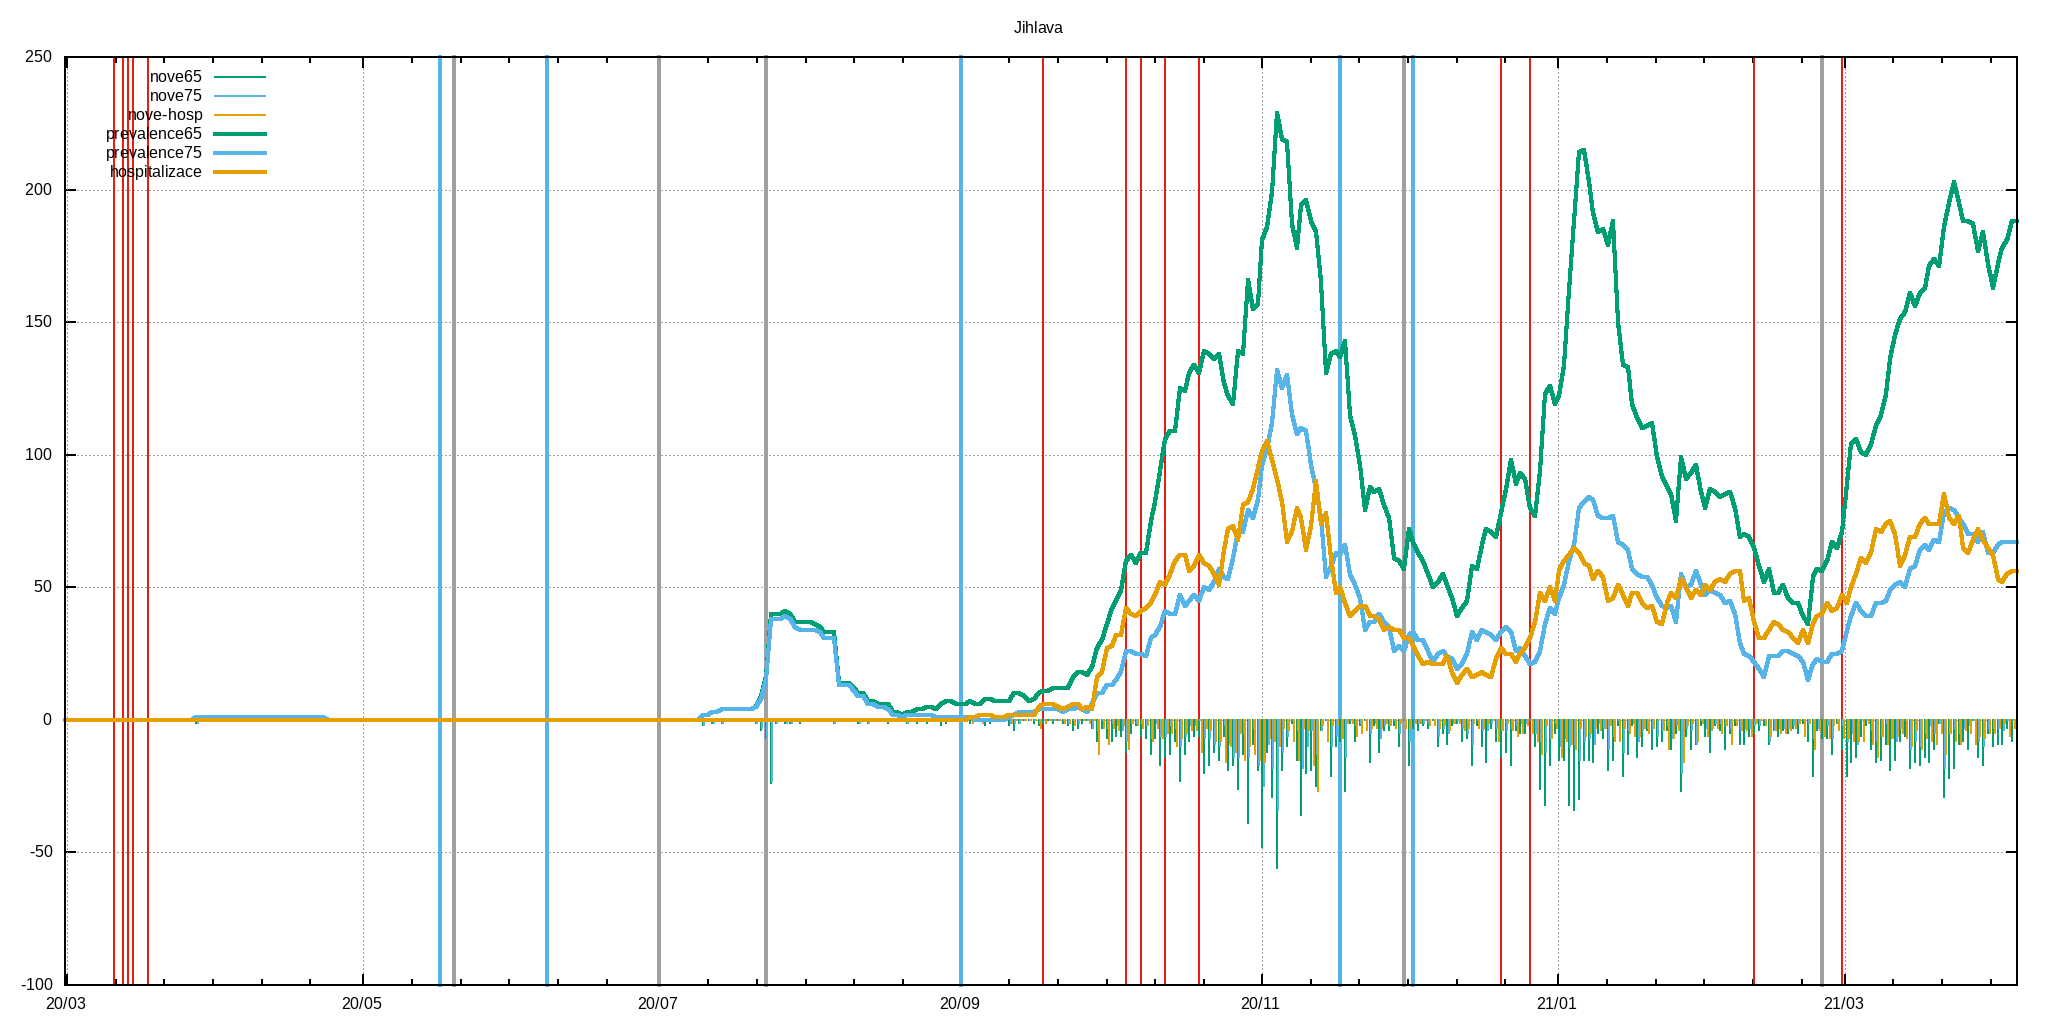 Jihlava
250
200
150
100
50
0
-50
-100
nove65
nove75
nove-hosp
prevalence65
prevalence75
hospitalizace
20/03 20/05 20/07 20/09 20/11 21/01 21/03